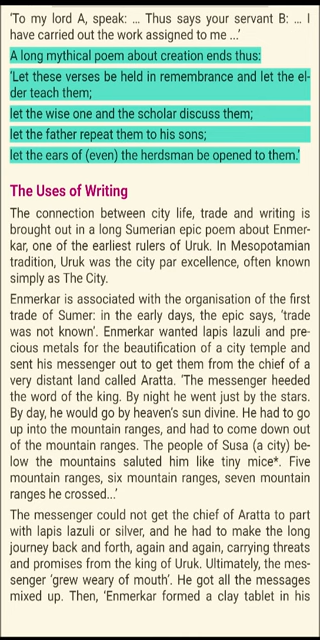 'To my lord A, speak: … Thus says your servant B: … I
have carried out the work assigned to me ...'
A long mythical poem about creation ends thus:
'Let these verses be held in remembrance and let the el-
der teach them;
let the wise one and the scholar discuss them;
let the father repeat them to his sons;
let the ears of (even) the herdsman be opened to them.'
The Uses of Writing
The connection between city life, trade and writing is
brought out in a long Sumerian epic poem about Enmer-
kar, one of the earliest rulers of Uruk. In Mesopotamian
tradition, Uruk was the city par excellence, often known
simply as The City.
Enmerkar is associated with the organisation of the first
trade of Sumer: in the early days, the epic says, 'trade
was not known'. Enmerkar wanted lapis lazuli and pre-
cious metals for the beautification of a city temple and
sent his messenger out to get them from the chief of a
very distant land called Aratta. 'The messenger heeded
the word of the king. By night he went just by the stars.
By day, he would go by heaven's sun divine. He had to go
up into the mountain ranges, and had to come down out
of the mountain ranges. The people of Susa (a city) be-
low the mountains saluted him like tiny mice*. Five
mountain ranges, six mountain ranges, seven mountain
ranges he crossed...'
The messenger could not get the chief of Aratta to part
with lapis lazuli or silver, and he had to make the long
journey back and forth, again and again, carrying threats
and promises from the king of Uruk. Ultimately, the mes-
senger 'grew weary of mouth'. He got all the messages
mixed up. Then, 'Enmerkar formed a clay tablet in his